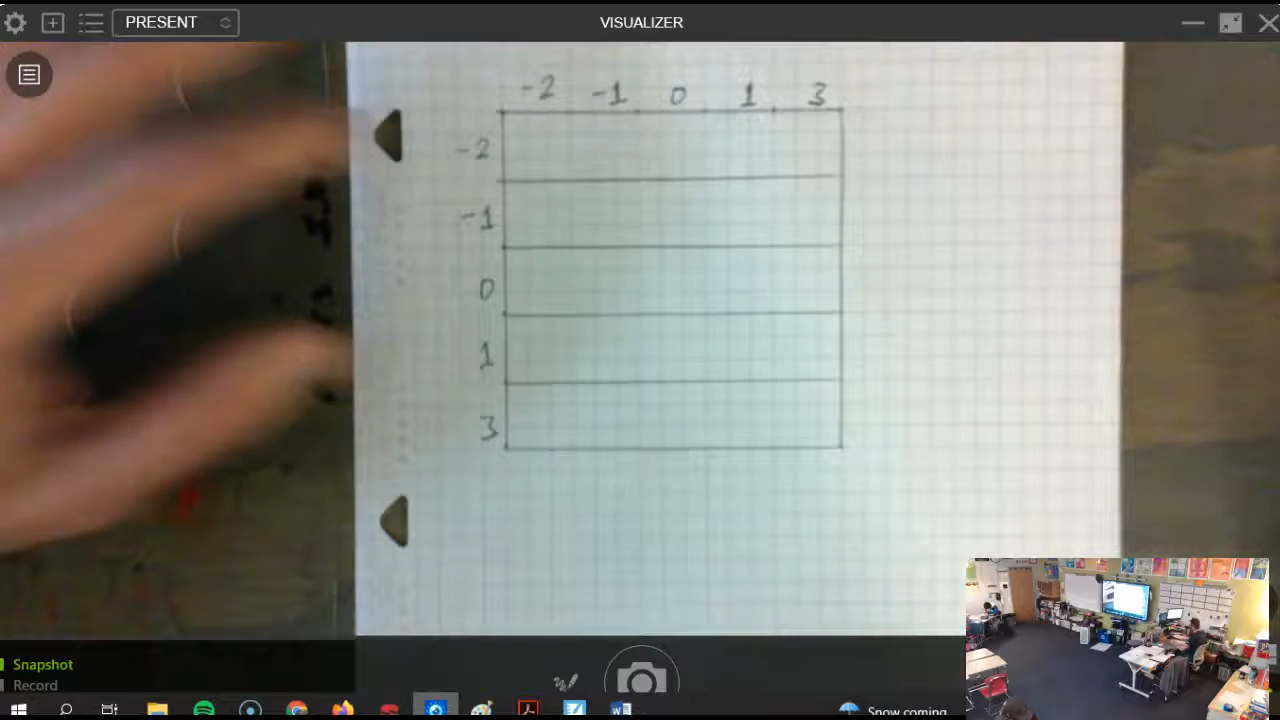 PRESENT
VISUALIZER
-2 -1 0 1 3
-2
-1
0
1
3
Snapshot
Record
Snow coming